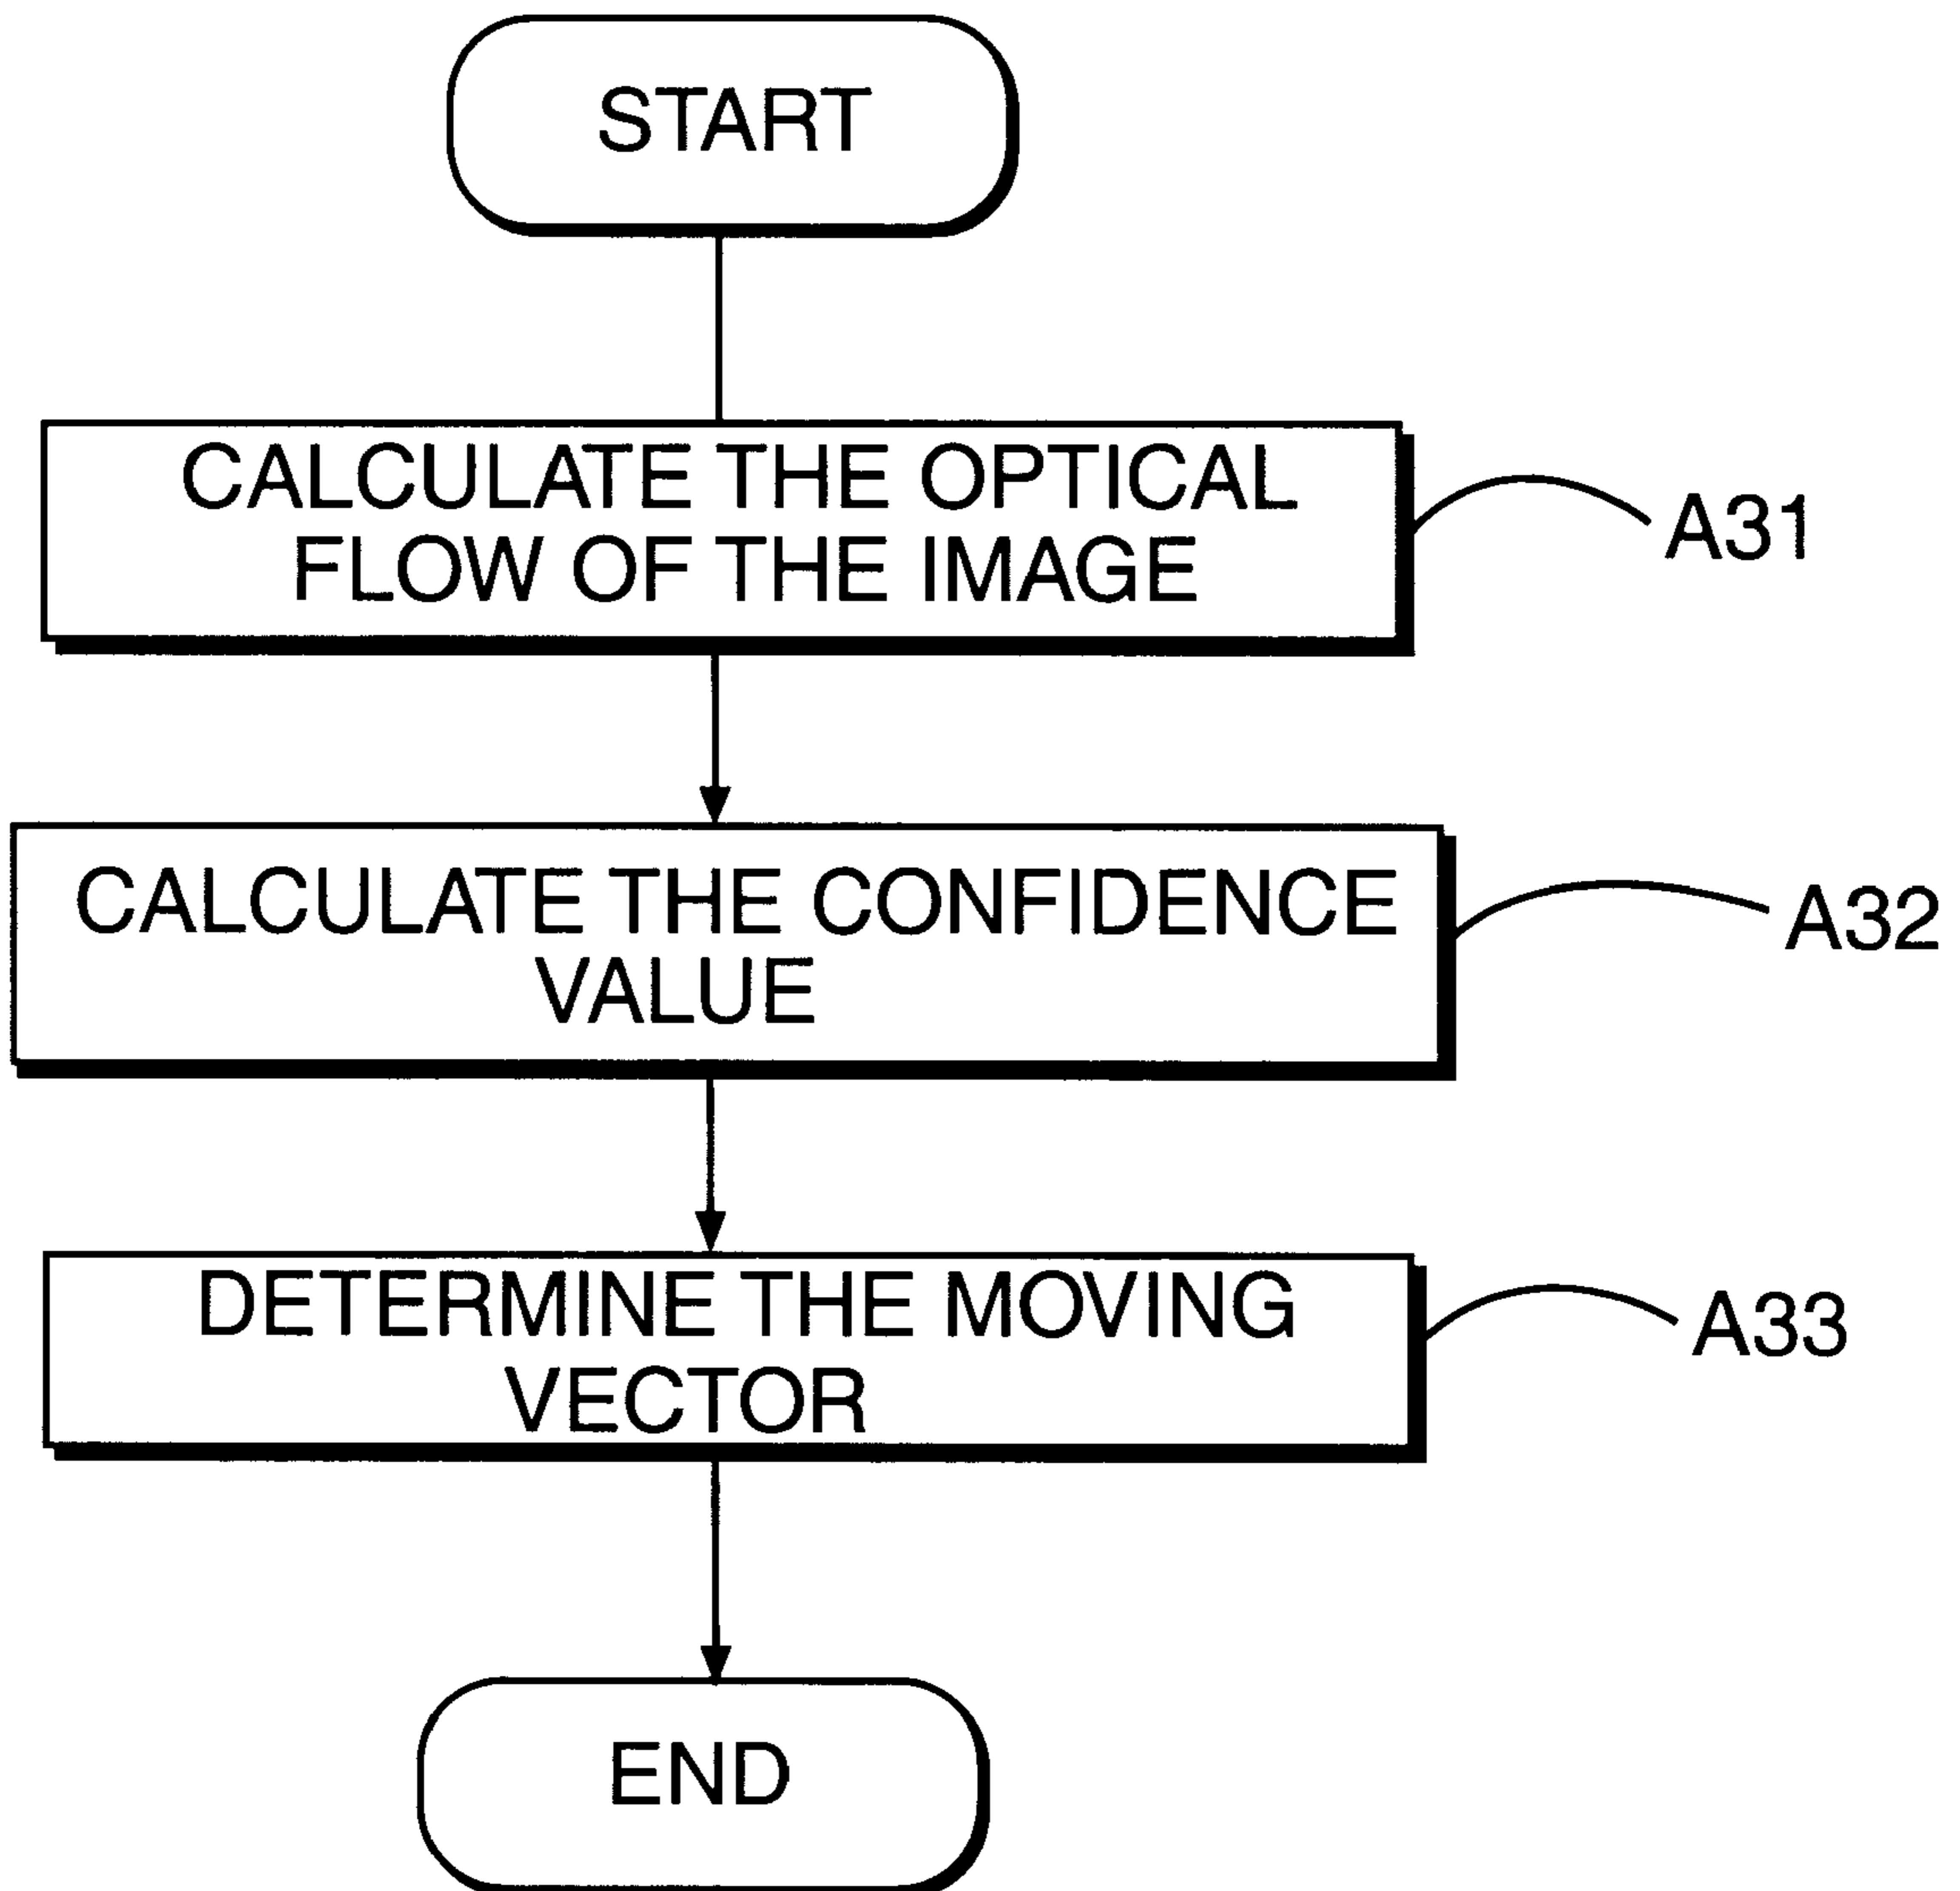 START
CALCULATE THE OPTICAL
FLOW OF THE IMAGE
A31
CALCULATE THE CONFIDENCE
VALUE
A32
DETERMINE THE MOVING
VECTOR
A33
END